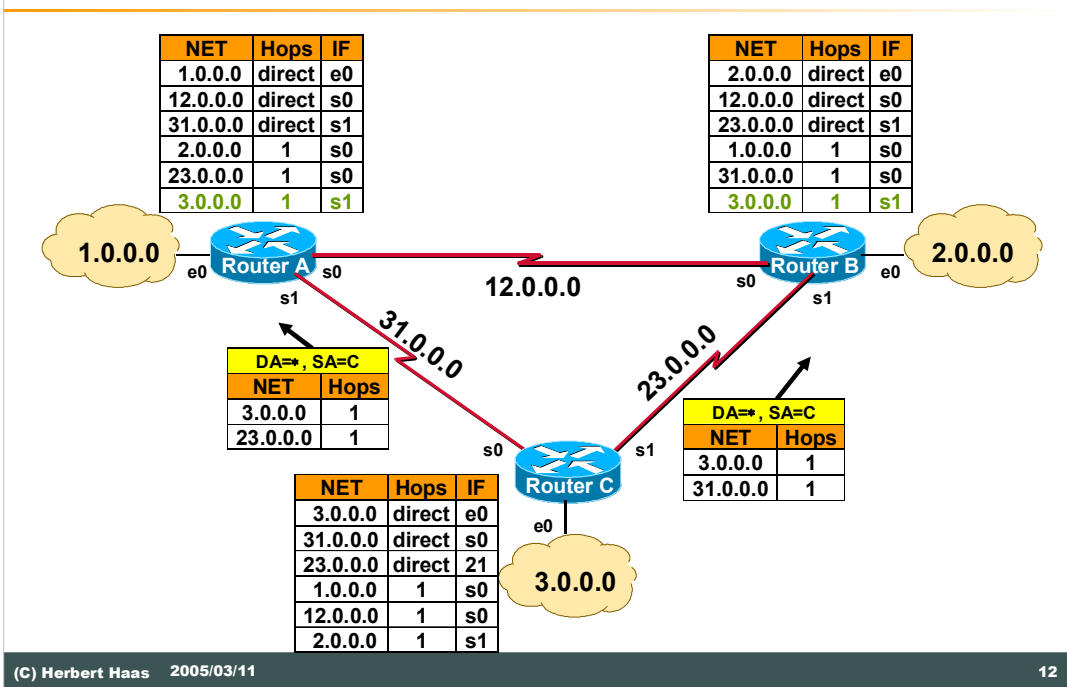 NET Hops IF
1.0.0.0 direct e0
12.0.0.0 direct s0
31.0.0.0 direct s1
2.0.0.0 1 s0
23.0.0.0 1 s0
3.0.0.0 1 s1
NET Hops IF
2.0.0.0 direct e0
12.0.0.0 direct s0
23.0.0.0 direct s1
1.0.0.0 1 s0
31.0.0.0 1 s0
3.0.0.0 1 s1
1.0.0.0
e0
Router A
s0
s1
12.0.0.0
s0
Router B
e0
s1
2.0.0.0
31.0.0.0
23.0.0.0
DA=*, SA=C
NET Hops
3.0.0.0 1
23.0.0.0 1
DA=*, SA=C
NET Hops
3.0.0.0 1
31.0.0.0 1
s0
s1
Router C
e0
3.0.0.0
NET Hops IF
3.0.0.0 direct e0
31.0.0.0 direct s0
23.0.0.0 direct 21
1.0.0.0 1 s0
12.0.0.0 1 s0
2.0.0.0 1 s1
(C) Herbert Haas 2005/03/11
12